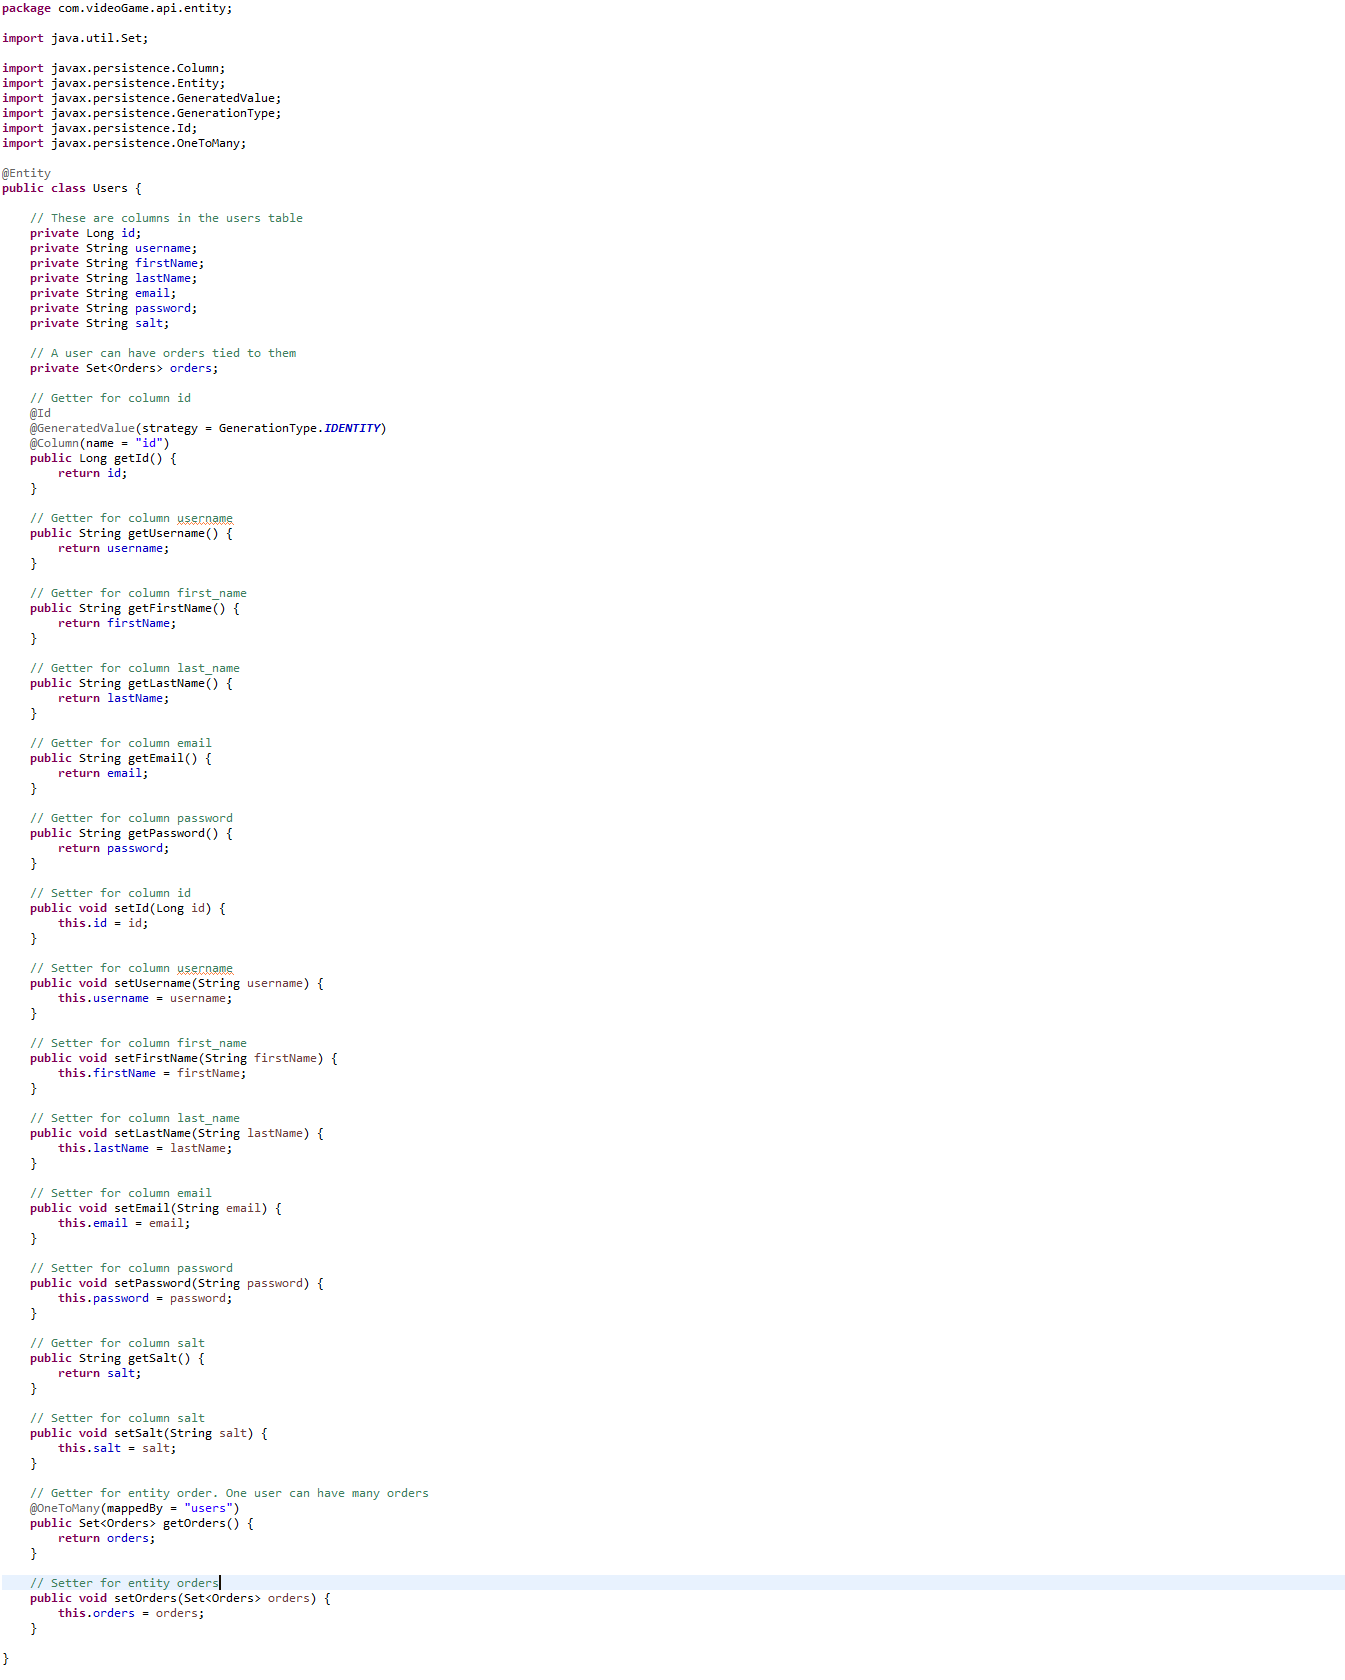 package com.videoGame.api.entity;
import java.util.Set;
import javax.persistence.Column;
import javax.persistence.Entity;
import javax.persistence.GeneratedValue;
import javax.persistence.GenerationType;
import javax.persistence.Id;
import javax.persistence.OneToMany;
@Entity
public class Users {
// These are columns in the users table
private Long id;
private String username;
private String firstName;
private String lastName;
private String email;
private String password;
private String salt;
// A user can have orders tied to them
private Set<Orders> orders;
// Getter for column id
@Id
@GeneratedValue(strategy = GenerationType.IDENTITY)
@Column(name = "id")
public Long getId() {
return id;
}
// Getter for column username
public String getUsername() {
return username;
}
// Getter for column first_name
public String getFirstName() {
return firstName;
}
// Getter for column last_name
public String getLastName() {
return lastName;
}
// Getter for column email
public String getEmail() {
return email;
}
// Getter for column password
public String getPassword() {
return password;
}
// Setter for column id
public void setId(Long id) {
this.id = id;
}
// Setter for column username
public void setUsername(String username) {
this.username = username;
}
// Setter for column first_name
public void setFirstName(String firstName) {
this.firstName = firstName;
}
// Setter for column last_name
public void setLastName(String lastName) {
this.lastName = lastName;
}
// Setter for column email
public void setEmail(String email) {
this.email = email;
}
// Setter for column password
public void setPassword(String password) {
this.password = password;
}
// Getter for column salt
public String getSalt() {
return salt;
}
// Setter for column salt
public void setSalt(String salt) {
this.salt = salt;
}
// Getter for entity order. One user can have many orders
@OneToMany(mappedBy = "users")
public Set<Orders> getOrders() {
return orders;
}
// Setter for entity orders
public void setOrders(Set<Orders> orders) {
this.orders = orders;
}
}